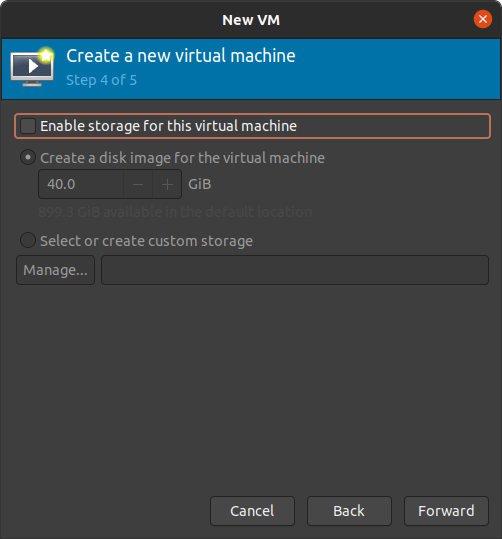 New VM
Create a new virtual machine
Step 4 of 5
Enable storage for this virtual machine
Create a disk image for the virtual machine
40.0 − + GiB
899.3 GiB available in the default location
Select or create custom storage
Manage...
Cancel Back Forward